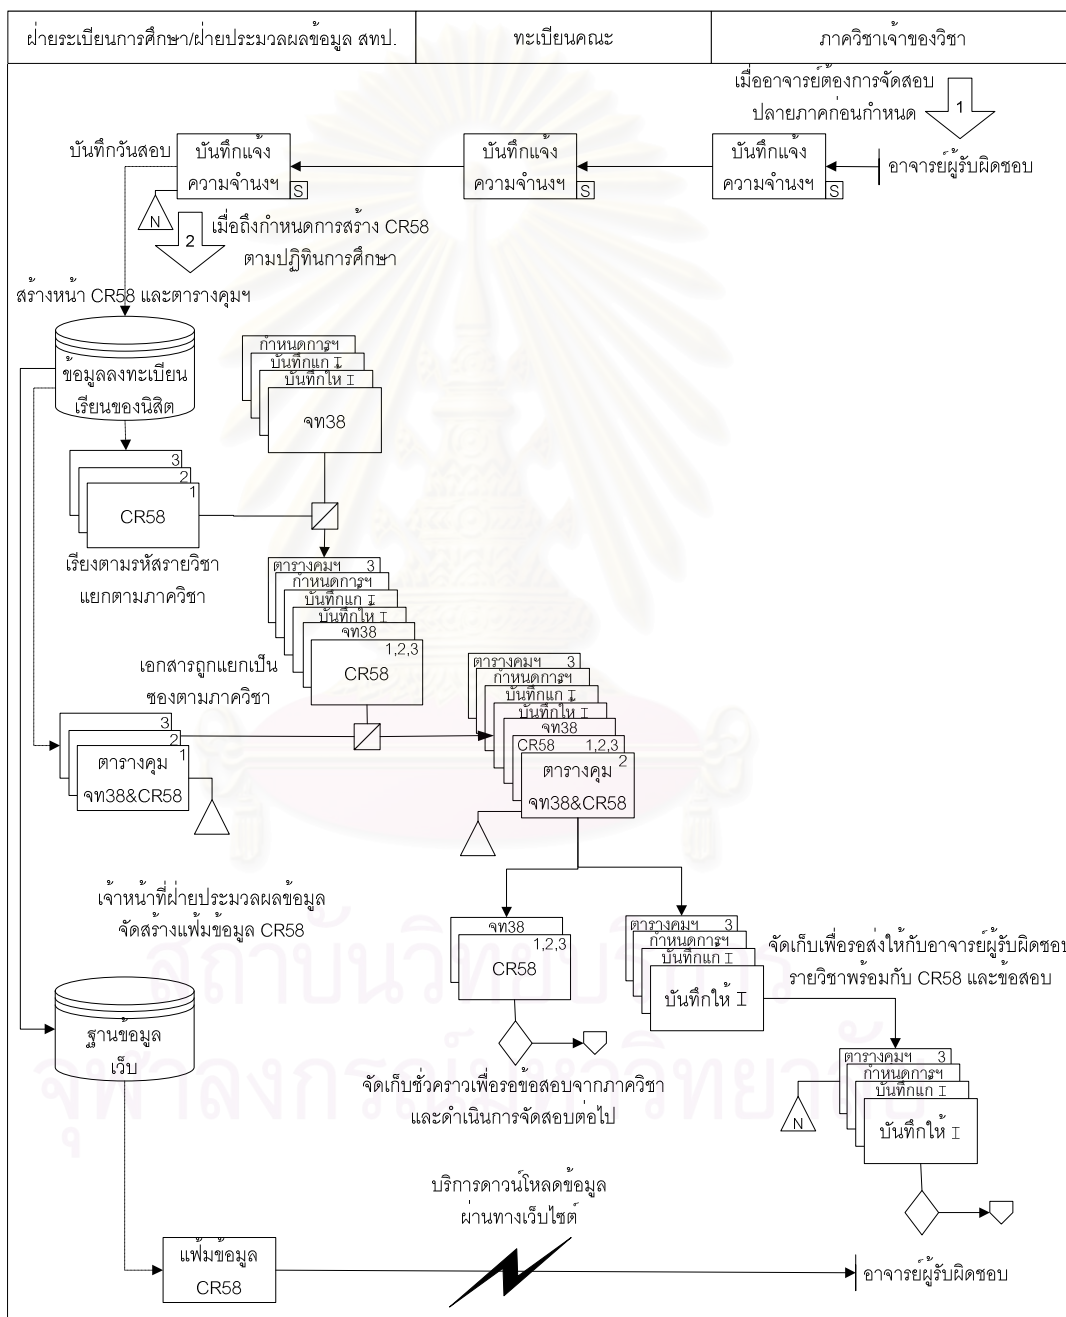 ฝ่ายระเบียนการศึกษา/ฝ่ายประมวลผลข้อมูล สทป.
ทะเบียนคณะ
ภาควิชาเจ้าของวิชา
เมื่ออาจารย์ต้องการจัดสอบ
ปลายภาคก่อนกำหนด
1
บันทึกวันสอบ
บันทึกแจ้ง
ความจำนงฯ
S
บันทึกแจ้ง
ความจำนงฯ
S
บันทึกแจ้ง
ความจำนงฯ
S
อาจารย์ผู้รับผิดชอบ
N
2
เมื่อถึงกำหนดการสร้าง CR58
ตามปฏิทินการศึกษา
สร้างหน้า CR58 และตารางคุมฯ
ข้อมูลลงทะเบียน
เรียนของนิสิต
กำหนดการฯ
บันทึกแก้ I
บันทึกให้ I
จท38
3
2
1
CR58
เรียงตามรหัสรายวิชา
แยกตามภาควิชา
ตารางคมฯ 3
กำหนดการฯ
บันทึกแก้ I
บันทึกให้ I
จท38
1,2,3
CR58
เอกสารถูกแยกเป็น
ซองตามภาควิชา
3
2
1
ตารางคุม
จท38&CR58
ตารางคมฯ 3
กำหนดการฯ
บันทึกแก I
บันทึกให้ I
จท38
CR58 1,2,3
2
ตารางคุม
จท38&CR58
เจ้าหน้าที่ฝ่ายประมวลผลข้อมูล
จัดสร้างแฟ้มข้อมูล CR58
จท38
1,2,3
CR58
ตารางคมฯ 3
กำหนดการฯ
บันทึกแก้ I
บันทึกให้ I
จัดเก็บเพื่อรอส่งให้กับอาจารย์ผู้รับผิดชอบ
รายวิชาพร้อมกับ CR58 และข้อสอบ
ฐานข้อมูล
เว็บ
จัดเก็บชั่วคราวเพื่อรอข้อสอบจากภาควิชา
และดำเนินการจัดสอบต่อไป
ตารางคมฯ 3
กำหนดการฯ
บันทึกแก้ I
บันทึกให้ I
N
บริการดาวน์โหลดข้อมูล
ผ่านทางเว็บไซต์
แฟ้มข้อมูล
CR58
อาจารย์ผู้รับผิดชอบ
สถาบันวิทยบริการ
จุฬาลงกรณ์มหาวิทยาลัย